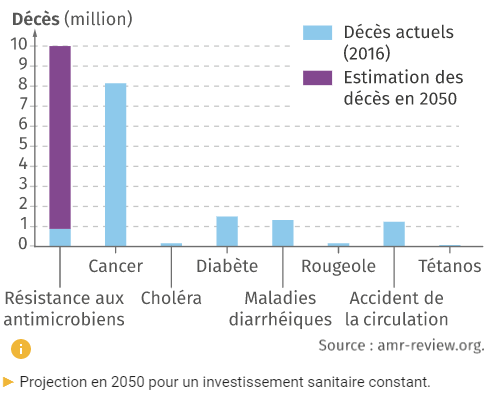 Décès (million)
10
9
8
7
6
5
4
3
2
1
0
Décès actuels
(2016)
Estimation des
décès en 2050
Cancer
Diabète
Rougeole
Tétanos
Résistance aux
antimicrobiens
Choléra
Maladies
diarrhéiques
Accident de
la circulation
Source : amr-review.org.
i
► Projection en 2050 pour un investissement sanitaire constant.